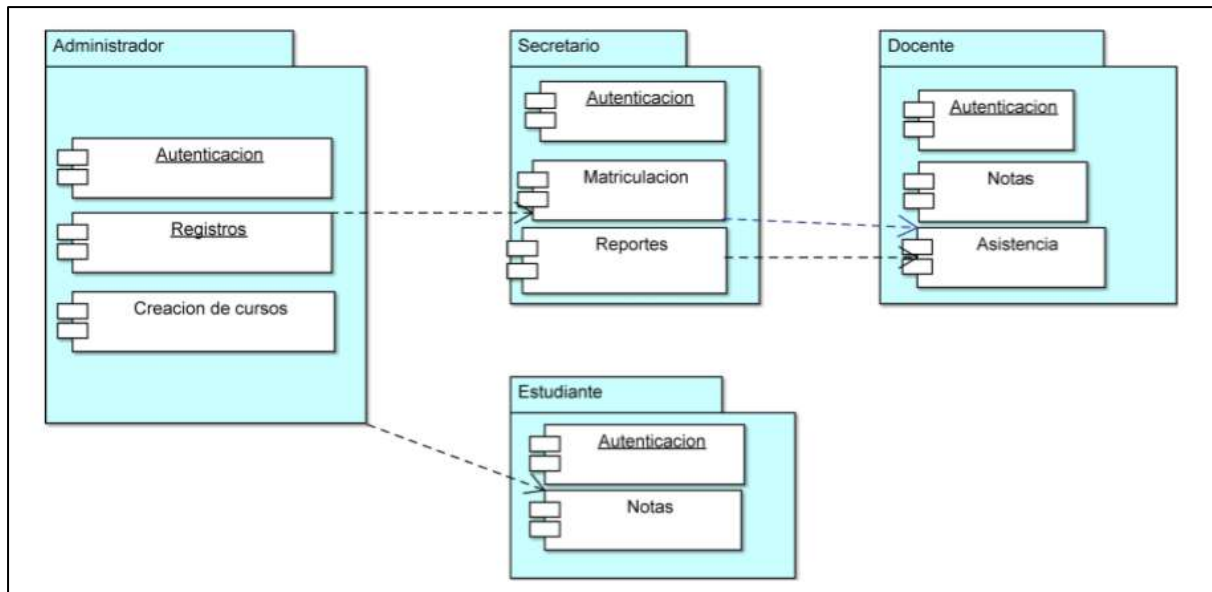 Administrador
Autenticacion
Registros
Creacion de cursos
Secretario
Autenticacion
Matriculacion
Reportes
Docente
Autenticacion
Notas
Asistencia
Estudiante
Autenticacion
Notas